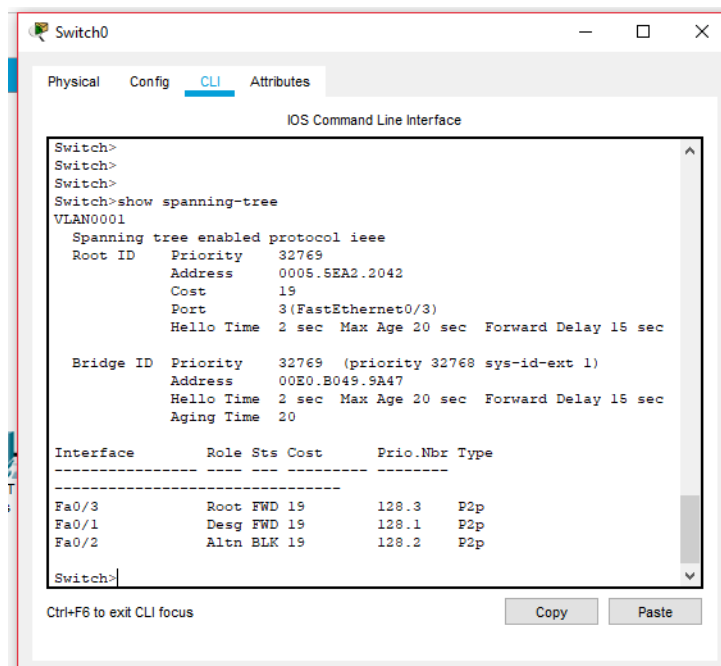 Switch0
Physical Config CLI Attributes
IOS Command Line Interface
Switch>
Switch>
Switch>
Switch>show spanning-tree
VLAN0001
  Spanning tree enabled protocol ieee
  Root ID    Priority    32769
             Address     0005.5EA2.2042
             Cost        19
             Port        3(FastEthernet0/3)
             Hello Time  2 sec  Max Age 20 sec  Forward Delay 15 sec

  Bridge ID  Priority    32769  (priority 32768 sys-id-ext 1)
             Address     00E0.B049.9A47
             Hello Time  2 sec  Max Age 20 sec  Forward Delay 15 sec
             Aging Time  20

Interface        Role Sts Cost      Prio.Nbr Type
---------------- ---- --- --------- --------
--------------------------------
Fa0/3            Root FWD 19        128.3    P2p
Fa0/1            Desg FWD 19        128.1    P2p
Fa0/2            Altn BLK 19        128.2    P2p

Switch>
Ctrl+F6 to exit CLI focus
Copy Paste